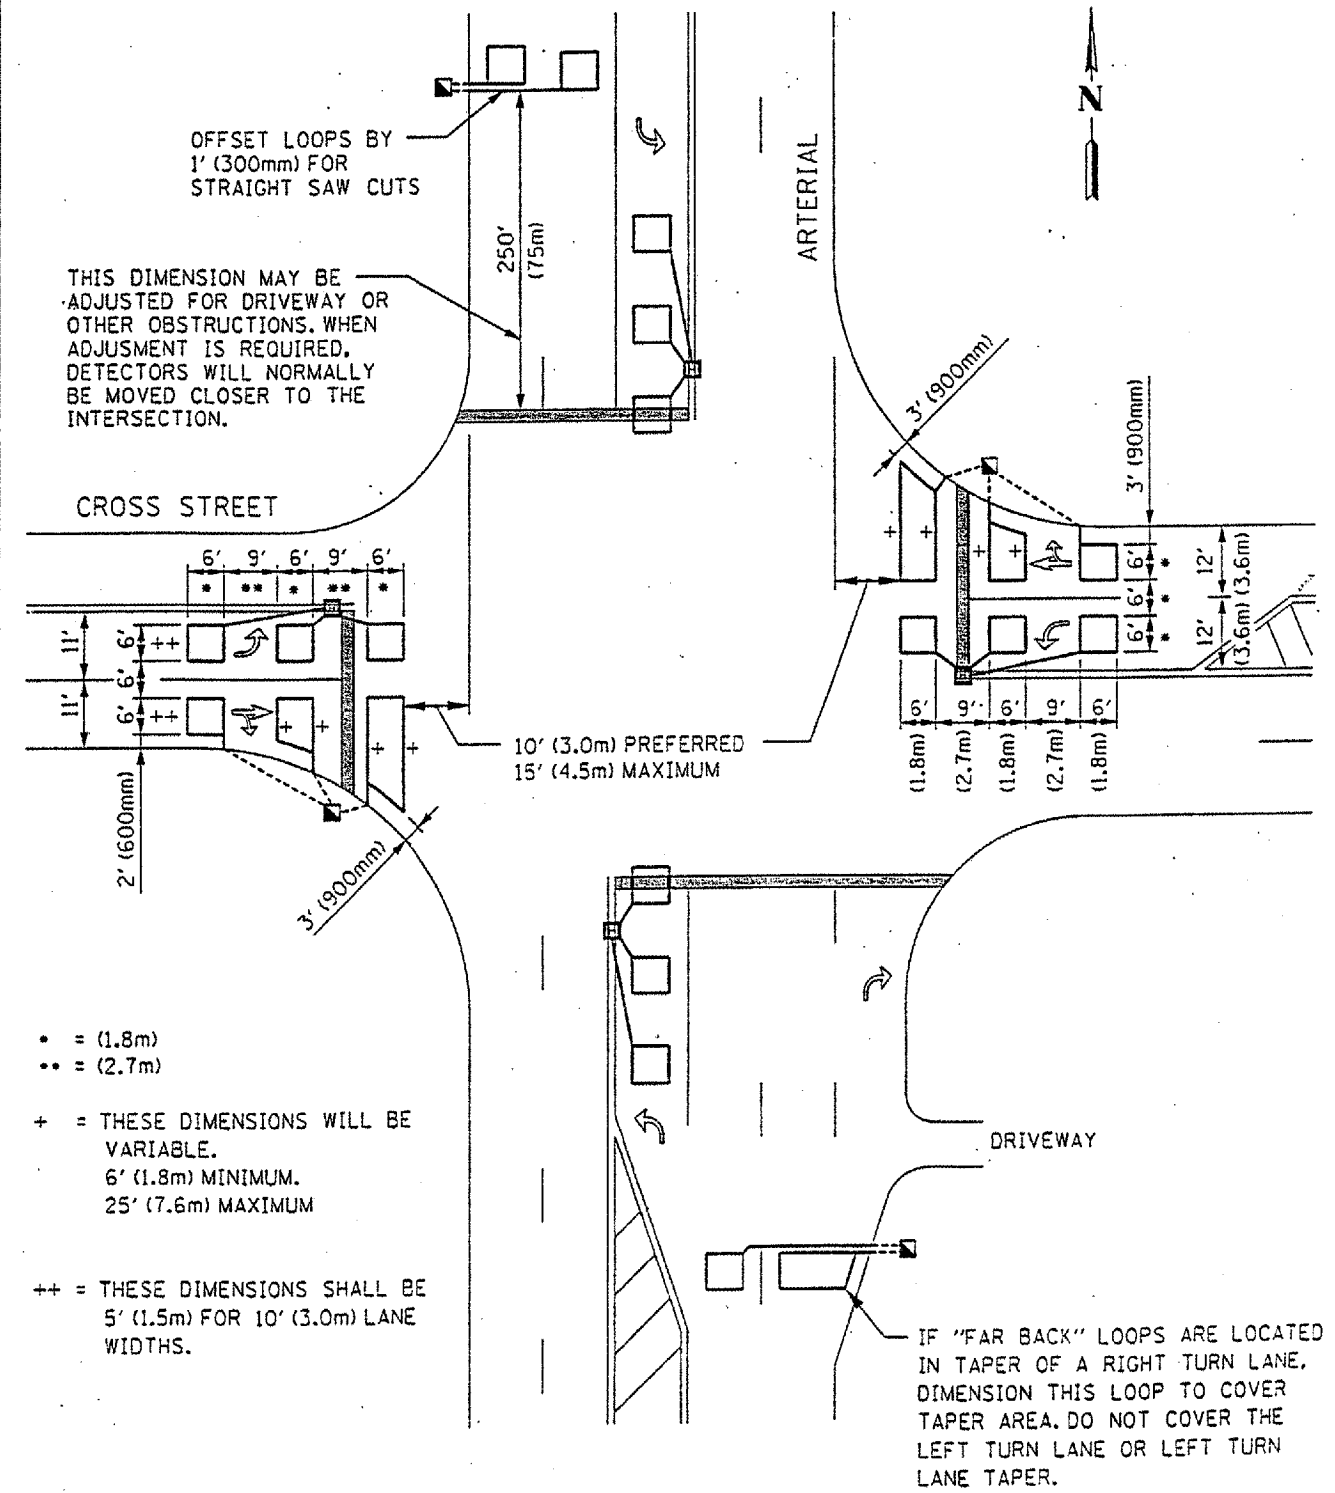 OFFSET LOOPS BY
1' (300mm) FOR
STRAIGHT SAW CUTS
THIS DIMENSION MAY BE
ADJUSTED FOR DRIVEWAY OR
OTHER OBSTRUCTIONS. WHEN
ADJUSMENT IS REQUIRED,
DETECTORS WILL NORMALLY
BE MOVED CLOSER TO THE
INTERSECTION.
250'
(75m)
ARTERIAL
N
CROSS STREET
3' (900mm)
3' (900mm)
6' 9' 6' 9' 6'
* ** * ** *
11'
11'
6' ++
6'
6' ++
2' (600mm)
3' (900mm)
+ + + +
+ + + +
6' *
6' *
6' *
12' (3.6m)
12' (3.6m)
6' 9' 6' 9' 6'
(1.8m) (2.7m) (1.8m) (2.7m) (1.8m)
10' (3.0m) PREFERRED
15' (4.5m) MAXIMUM
* = (1.8m)
** = (2.7m)
+ = THESE DIMENSIONS WILL BE
VARIABLE.
6' (1.8m) MINIMUM.
25' (7.6m) MAXIMUM
++ = THESE DIMENSIONS SHALL BE
5' (1.5m) FOR 10' (3.0m) LANE
WIDTHS.
DRIVEWAY
IF "FAR BACK" LOOPS ARE LOCATED
IN TAPER OF A RIGHT TURN LANE,
DIMENSION THIS LOOP TO COVER
TAPER AREA. DO NOT COVER THE
LEFT TURN LANE OR LEFT TURN
LANE TAPER.